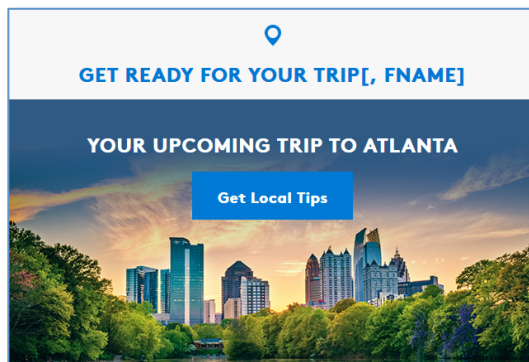 GET READY FOR YOUR TRIP[, FNAME]
YOUR UPCOMING TRIP TO ATLANTA
Get Local Tips